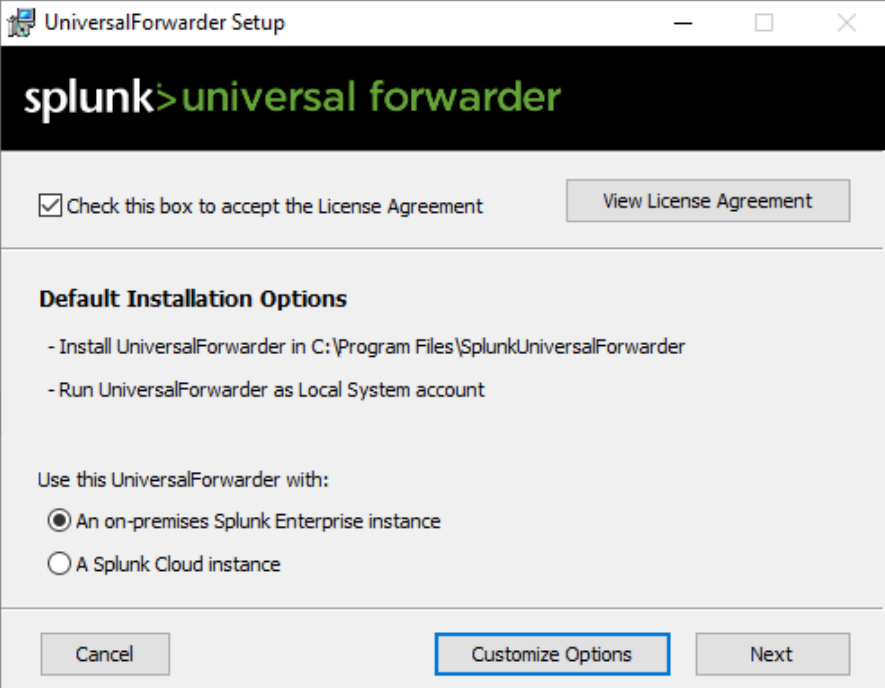 UniversalForwarder Setup
splunk>universal forwarder
Check this box to accept the License Agreement
View License Agreement
Default Installation Options
- Install UniversalForwarder in C:\Program Files\SplunkUniversalForwarder
- Run UniversalForwarder as Local System account
Use this UniversalForwarder with:
An on-premises Splunk Enterprise instance
A Splunk Cloud instance
Cancel
Customize Options
Next